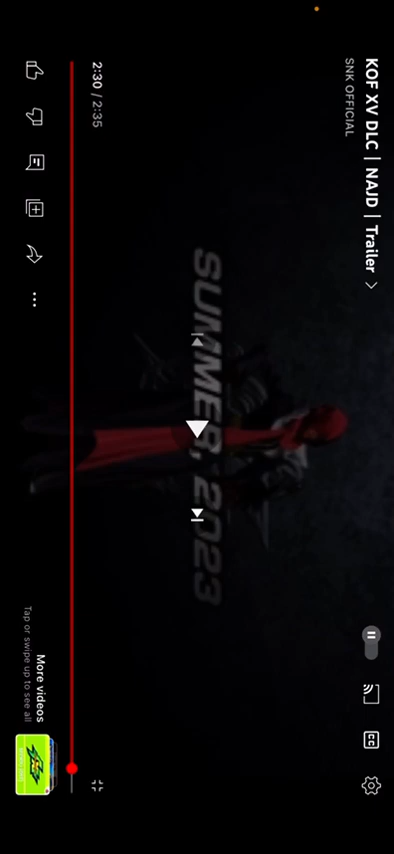 KOF XV DLC | NAJD | Trailer
SNK OFFICIAL
CC
SUMMER, 2023
2:30 / 2:35
More videos
Tap or swipe up to see all